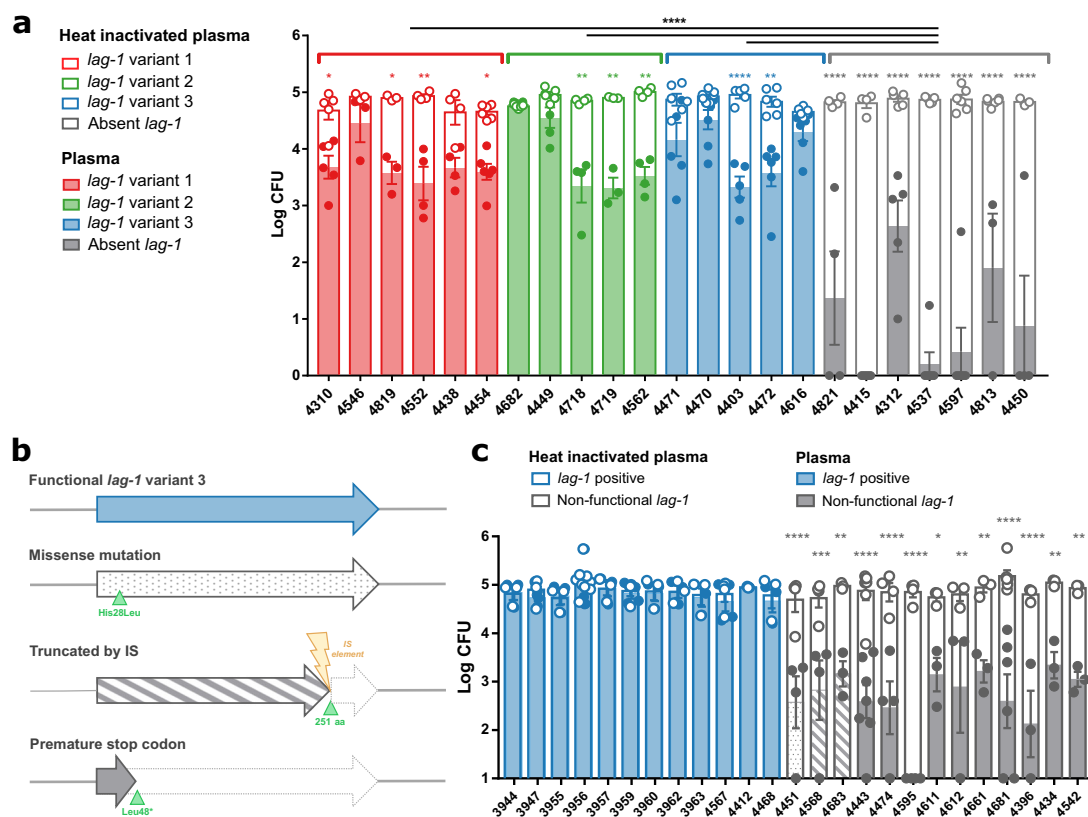 a
Heat inactivated plasma
lag-1 variant 1
lag-1 variant 2
lag-1 variant 3
Absent lag-1
Plasma
lag-1 variant 1
lag-1 variant 2
lag-1 variant 3
Absent lag-1
Log CFU
6
5
4
3
2
1
0
****
* * ** * ** ** ** **** ** **** **** **** **** **** **** ****
4310 4546 4819 4552 4438 4454 4682 4449 4718 4719 4562 4471 4470 4403 4472 4616 4821 4415 4312 4537 4597 4813 4450
b
Functional lag-1 variant 3
Missense mutation
His28Leu
Truncated by IS
IS
element
251 aa
Premature stop codon
Leu48*
c
Heat inactivated plasma
lag-1 positive
Non-functional lag-1
Plasma
lag-1 positive
Non-functional lag-1
Log CFU
6
5
4
3
2
1
**** *** ** **** **** **** * ** ** **** **** ** **
3944 3947 3955 3956 3957 3959 3960 3962 3963 4567 4412 4468 4451 4568 4683 4443 4474 4595 4611 4612 4661 4681 4396 4434 4542